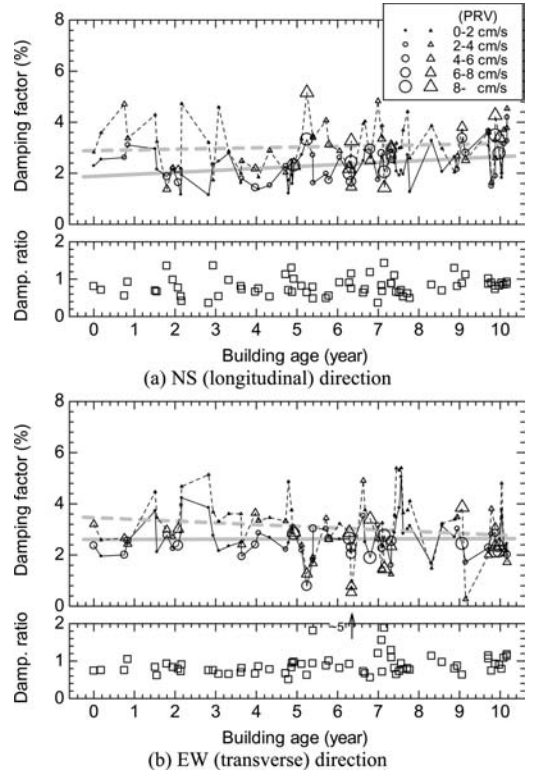 (PRV)
0-2 cm/s
2-4 cm/s
4-6 cm/s
6-8 cm/s
8- cm/s
Damping factor (%)
8
6
4
2
0
Damp. ratio
2
1
0
0 1 2 3 4 5 6 7 8 9 10
Building age (year)
(a) NS (longitudinal) direction
Damping factor (%)
8
6
4
2
0
Damp. ratio
2
1
0
~5
0 1 2 3 4 5 6 7 8 9 10
Building age (year)
(b) EW (transverse) direction